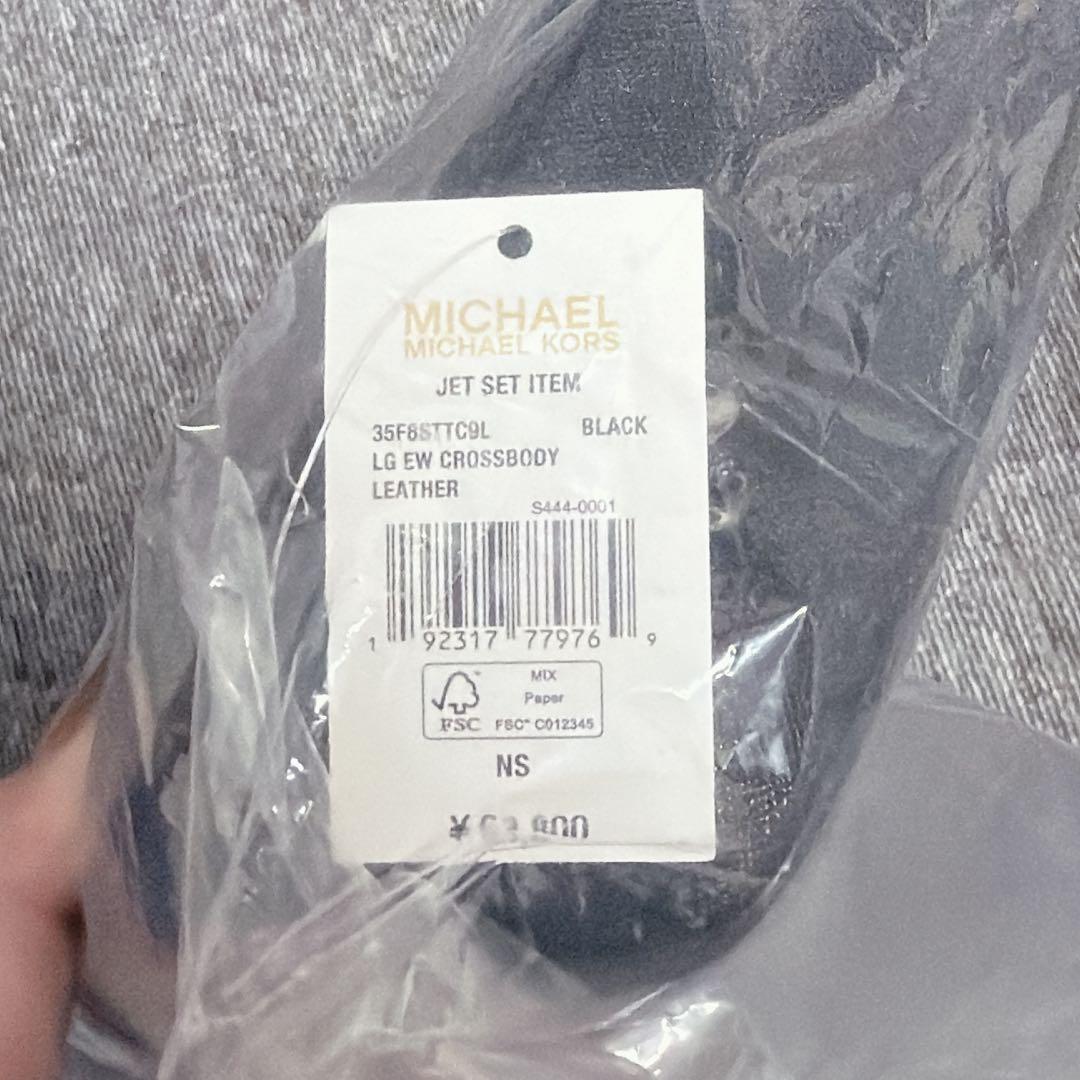 MICHAEL
MICHAEL KORS
JET SET ITEM
35F8STTC9L BLACK
LG EW CROSSBODY
LEATHER
S444-0001
1 92317 77976 9
MIX
Paper
FSC FSC™ C012345
NS
¥